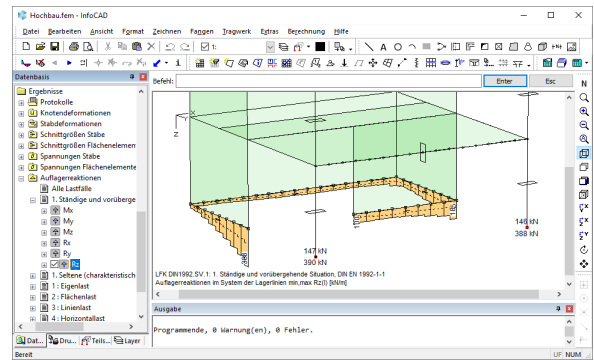 Hochbau.fem - InfoCAD
Datei Bearbeiten Ansicht Format Zeichnen Fangen Tragwerk Extras Berechnung Hilfe
1:
Datenbasis
Befehl:
Enter
Esc
Ergebnisse
Protokolle
Knotendeformationen
Stabdeformationen
Schnittgrößen Stäbe
Schnittgrößen Flächenelemen
Spannungen Stäbe
Spannungen Flächenelemente
Auflagerreaktionen
Alle Lastfälle
1. Ständige und vorüberge
Mx
My
Mz
Rx
Ry
Rz
1. Seltene (charakteristisch
1 : Eigenlast
2 : Flächenlast
3 : Linienlast
4 : Horizontallast
Dat... Dru... Teils... Layer
X
Z
147 kN
390 kN
146 kN
388 kN
LFK DIN1992.SV.1: 1. Ständige und vorübergehende Situation, DIN EN 1992-1-1
Auflagerreaktionen im System der Lagerlinien min,max Rz(l) [kN/m]
Ausgabe
Programmende, 0 Warnung(en), 0 Fehler.
Bereit
UF NUM